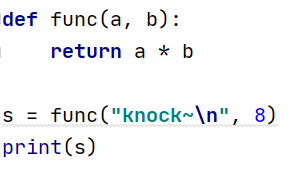 def func(a, b):
    return a * b

s = func("knock~\n", 8)
print(s)